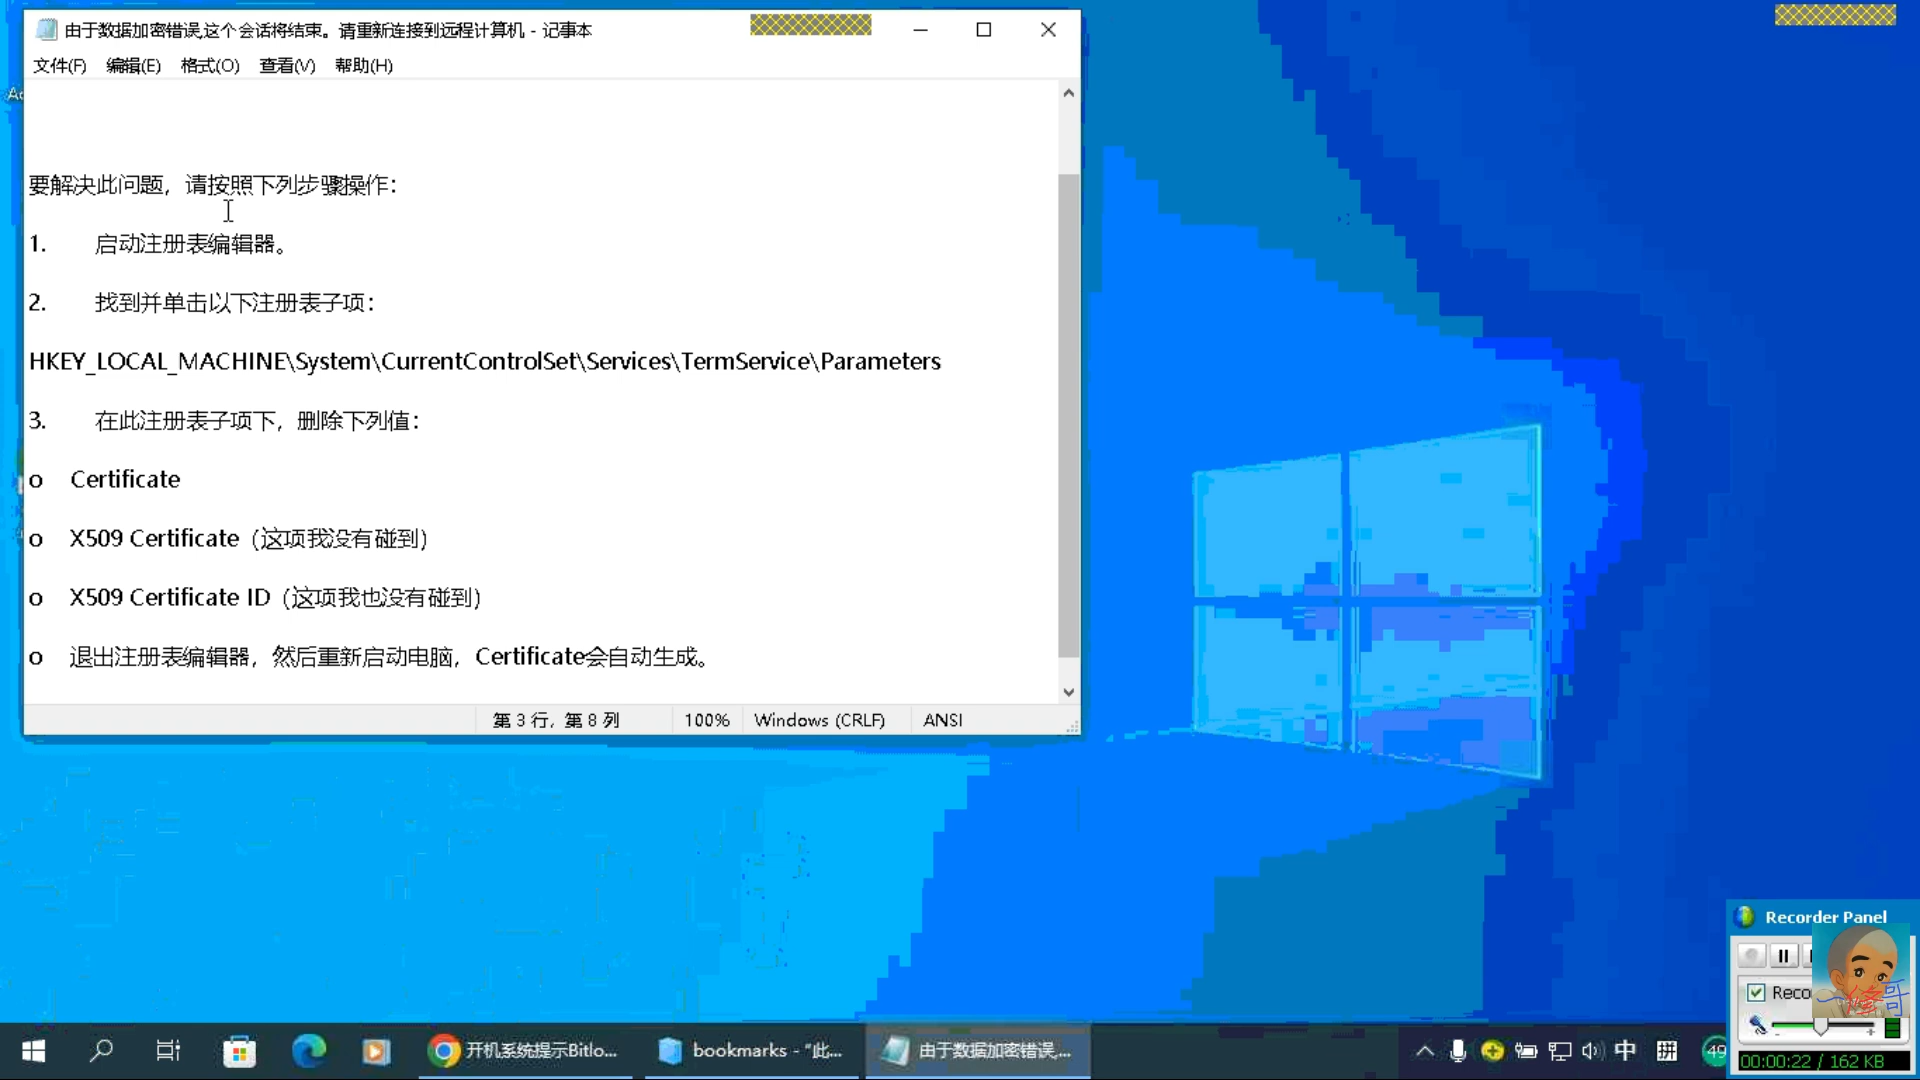 由于数据加密错误,这个会话将结束。请重新连接到远程计算机 - 记事本
文件(F) 编辑(E) 格式(O) 查看(V) 帮助(H)
要解决此问题，请按照下列步骤操作：
1. 启动注册表编辑器。
2. 找到并单击以下注册表子项：
HKEY_LOCAL_MACHINE\System\CurrentControlSet\Services\TermService\Parameters
3. 在此注册表子项下，删除下列值：
o Certificate
o X509 Certificate（这项我没有碰到）
o X509 Certificate ID（这项我也没有碰到）
o 退出注册表编辑器，然后重新启动电脑，Certificate会自动生成。
第 3 行，第 8 列 100% Windows (CRLF) ANSI
Recorder Panel
一修哥
00:00:22 / 162 KB
开机系统提示Bitlo...
bookmarks - "此...
由于数据加密错误,...
中
拼
49